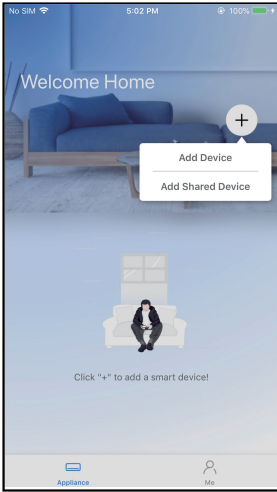 No SIM 5:02 PM 100%
Welcome Home
+
Add Device
Add Shared Device
Click "+" to add a smart device!
Appliance Me